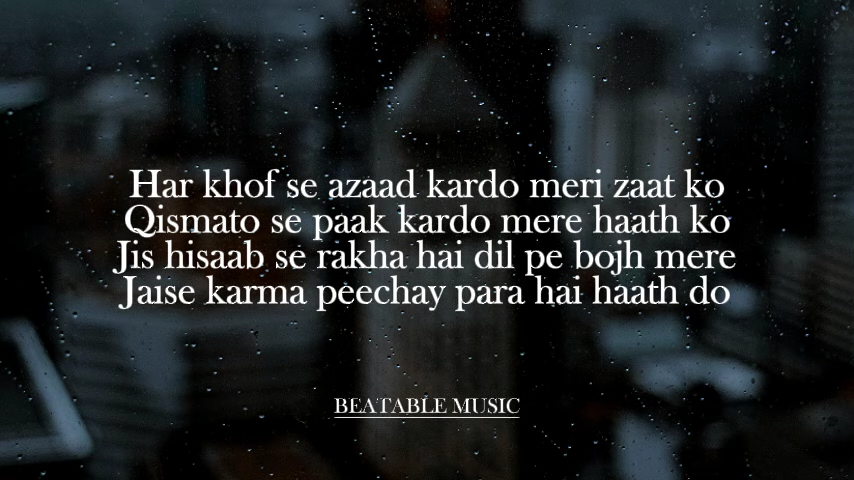 Har khof se azaad kardo meri zaat ko
Qismato se paak kardo mere haath ko
Jis hisaab se rakha hai dil pe bojh mere
Jaise karma peechay para hai haath do
BEATABLE MUSIC